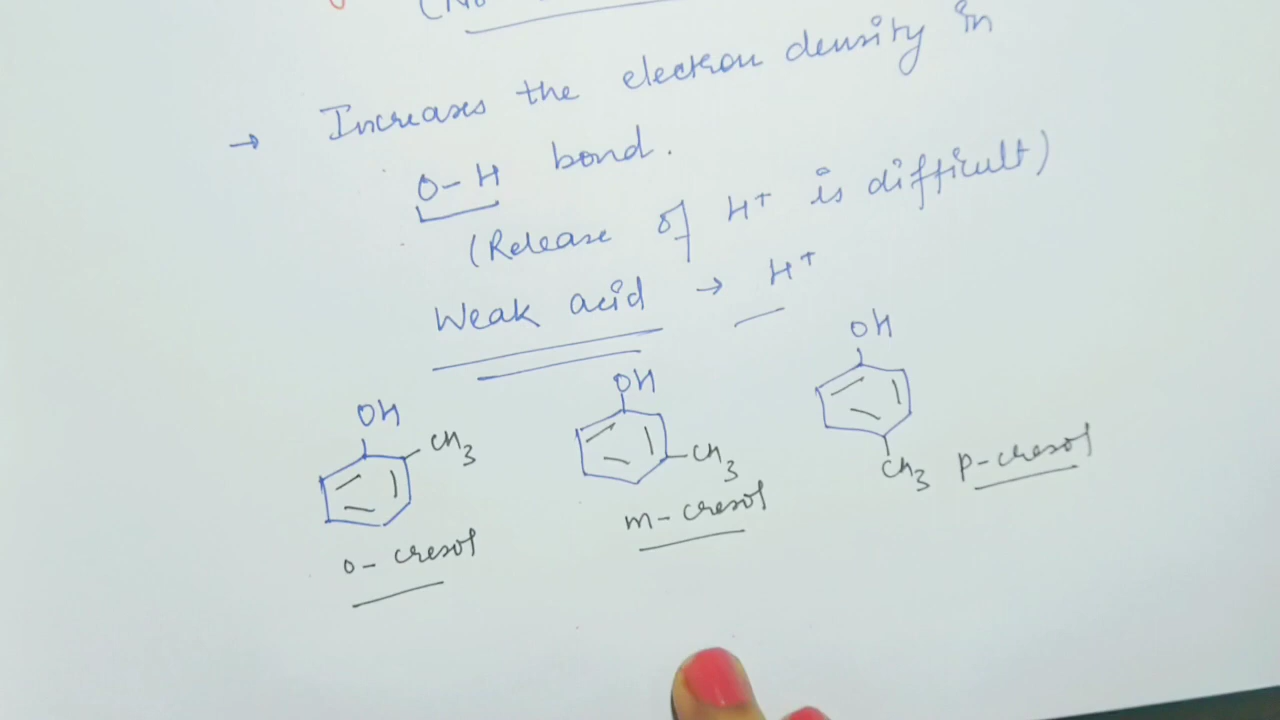 (No
→ Increases the electron density in
O-H bond.
(Release of H⁺ is difficult)
Weak acid → H⁺
OH
CH₃
o- cresol
OH
CH₃
m- cresol
OH
CH₃
p-cresol